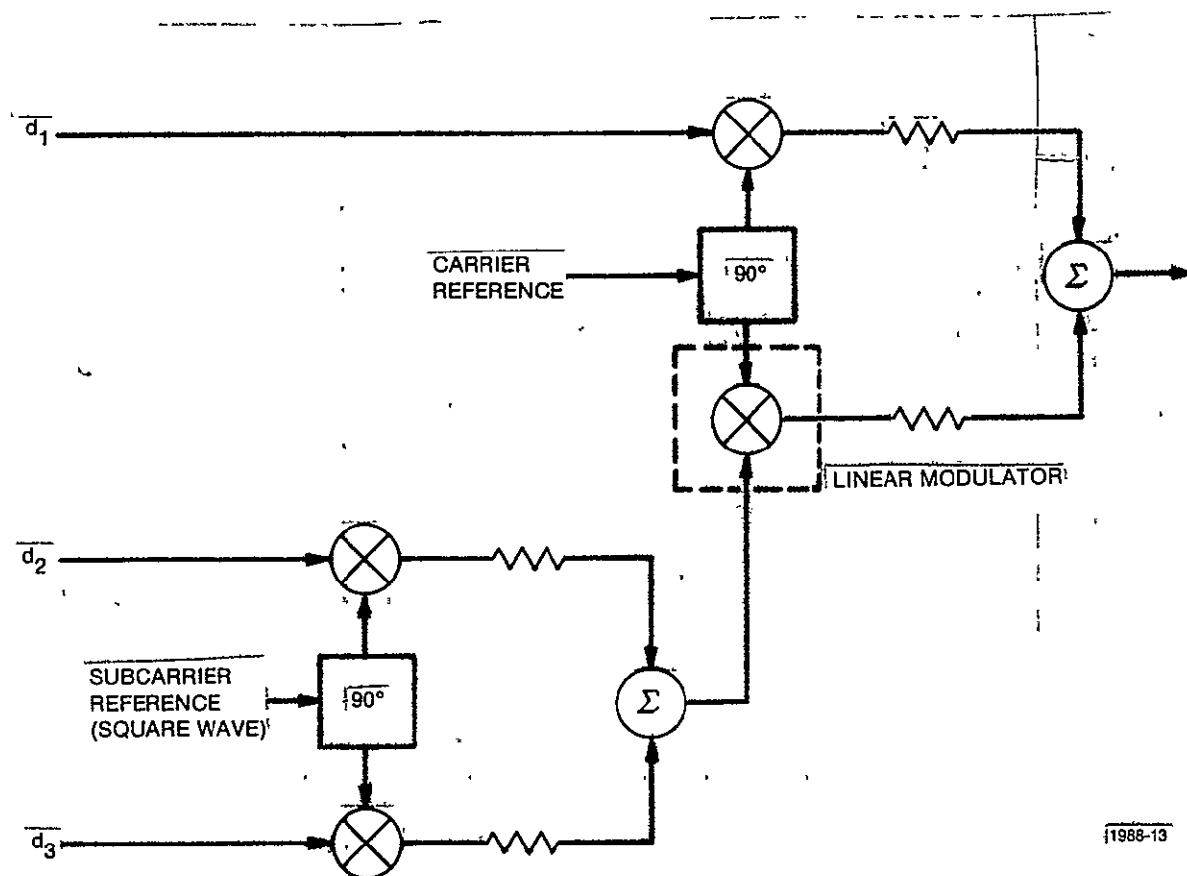 d1
CARRIER
REFERENCE
90°
Σ
LINEAR MODULATOR
d2
SUBCARRIER
REFERENCE
(SQUARE WAVE)
90°
Σ
d3
1988-13